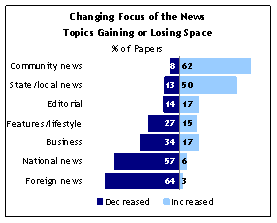 Changing Focus of the News
Topics Gaining or Losing Space
% of Papers
Community news 8 62
State/local news 13 50
Editorial 14 17
Features/lifestyle 27 15
Business 34 17
National news 57 6
Foreign news 64 3
Decreased Increased